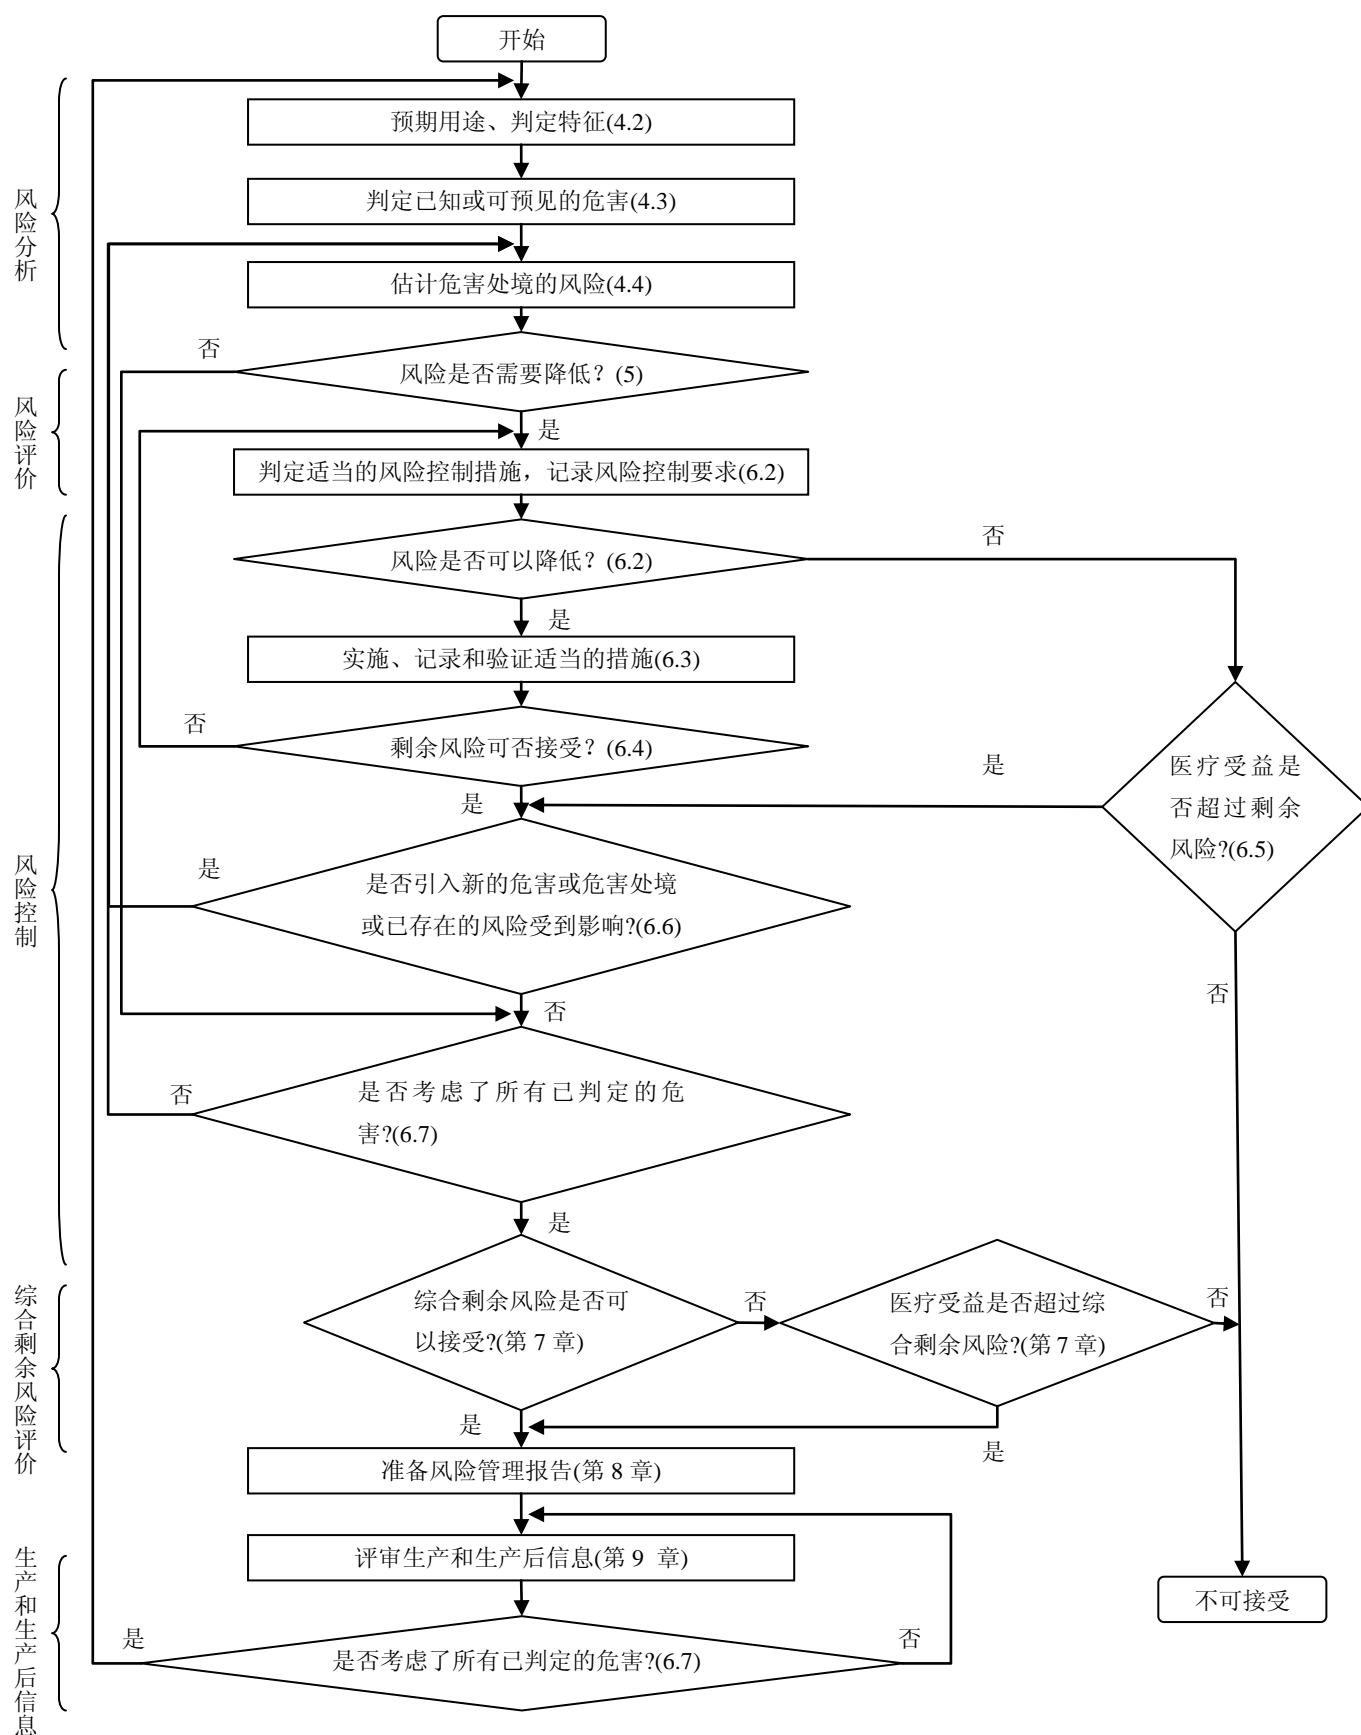 开始
预期用途、判定特征(4.2)
判定已知或可预见的危害(4.3)
风险分析
估计危害处境的风险(4.4)
否
风险是否需要降低？(5)
风险评价
是
判定适当的风险控制措施，记录风险控制要求(6.2)
否
风险是否可以降低？(6.2)
是
实施、记录和验证适当的措施(6.3)
否
剩余风险可否接受？(6.4)
是
医疗受益是
否超过剩余
风险?(6.5)
是
风险控制
是
是否引入新的危害或危害处境
或已存在的风险受到影响?(6.6)
否
否
否
是否考虑了所有已判定的危
害?(6.7)
是
综合剩余风险评价
综合剩余风险是否可
以接受?(第 7 章)
否
医疗受益是否超过综
合剩余风险?(第 7 章)
否
是
是
准备风险管理报告(第 8 章)
生产和生产后信息
评审生产和生产后信息(第 9 章)
不可接受
是
是否考虑了所有已判定的危害?(6.7)
否